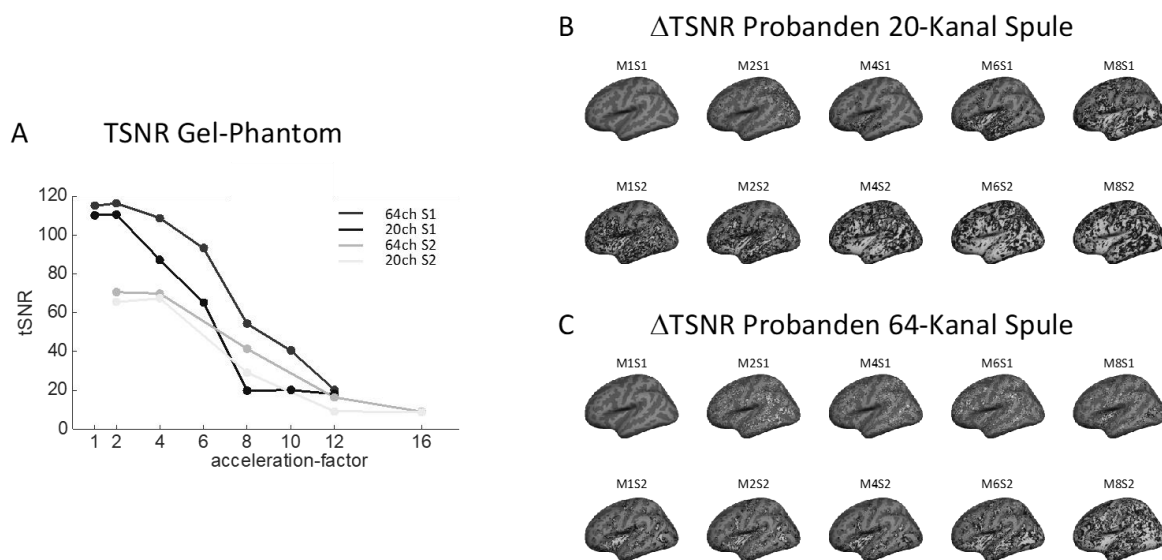 A TSNR Gel-Phantom
120
100
80
60
40
20
0
tSNR
1 2 4 6 8 10 12 16
acceleration-factor
64ch S1
20ch S1
64ch S2
20ch S2
B ΔTSNR Probanden 20-Kanal Spule
M1S1 M2S1 M4S1 M6S1 M8S1
M1S2 M2S2 M4S2 M6S2 M8S2
C ΔTSNR Probanden 64-Kanal Spule
M1S1 M2S1 M4S1 M6S1 M8S1
M1S2 M2S2 M4S2 M6S2 M8S2